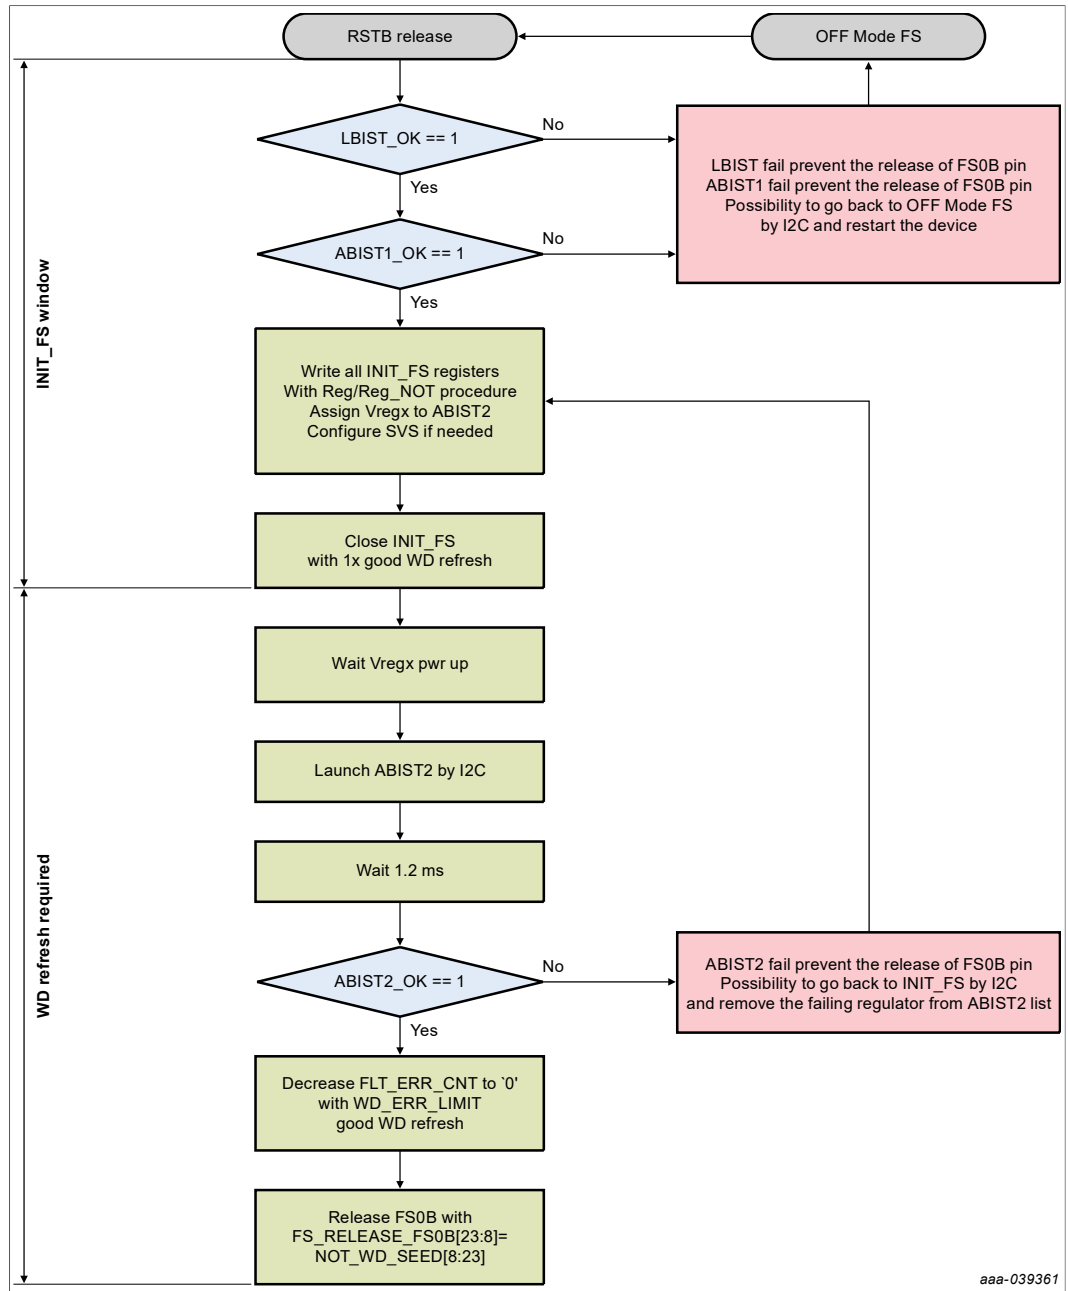 RSTB release
OFF Mode FS
LBIST_OK == 1
No
Yes
LBIST fail prevent the release of FS0B pin
ABIST1 fail prevent the release of FS0B pin
Possibility to go back to OFF Mode FS
by I2C and restart the device
ABIST1_OK == 1
No
Yes
INIT_FS window
Write all INIT_FS registers
With Reg/Reg_NOT procedure
Assign Vregx to ABIST2
Configure SVS if needed
Close INIT_FS
with 1x good WD refresh
Wait Vregx pwr up
Launch ABIST2 by I2C
Wait 1.2 ms
WD refresh required
ABIST2_OK == 1
No
Yes
ABIST2 fail prevent the release of FS0B pin
Possibility to go back to INIT_FS by I2C
and remove the failing regulator from ABIST2 list
Decrease FLT_ERR_CNT to `0'
with WD_ERR_LIMIT
good WD refresh
Release FS0B with
FS_RELEASE_FS0B[23:8]=
NOT_WD_SEED[8:23]
aaa-039361